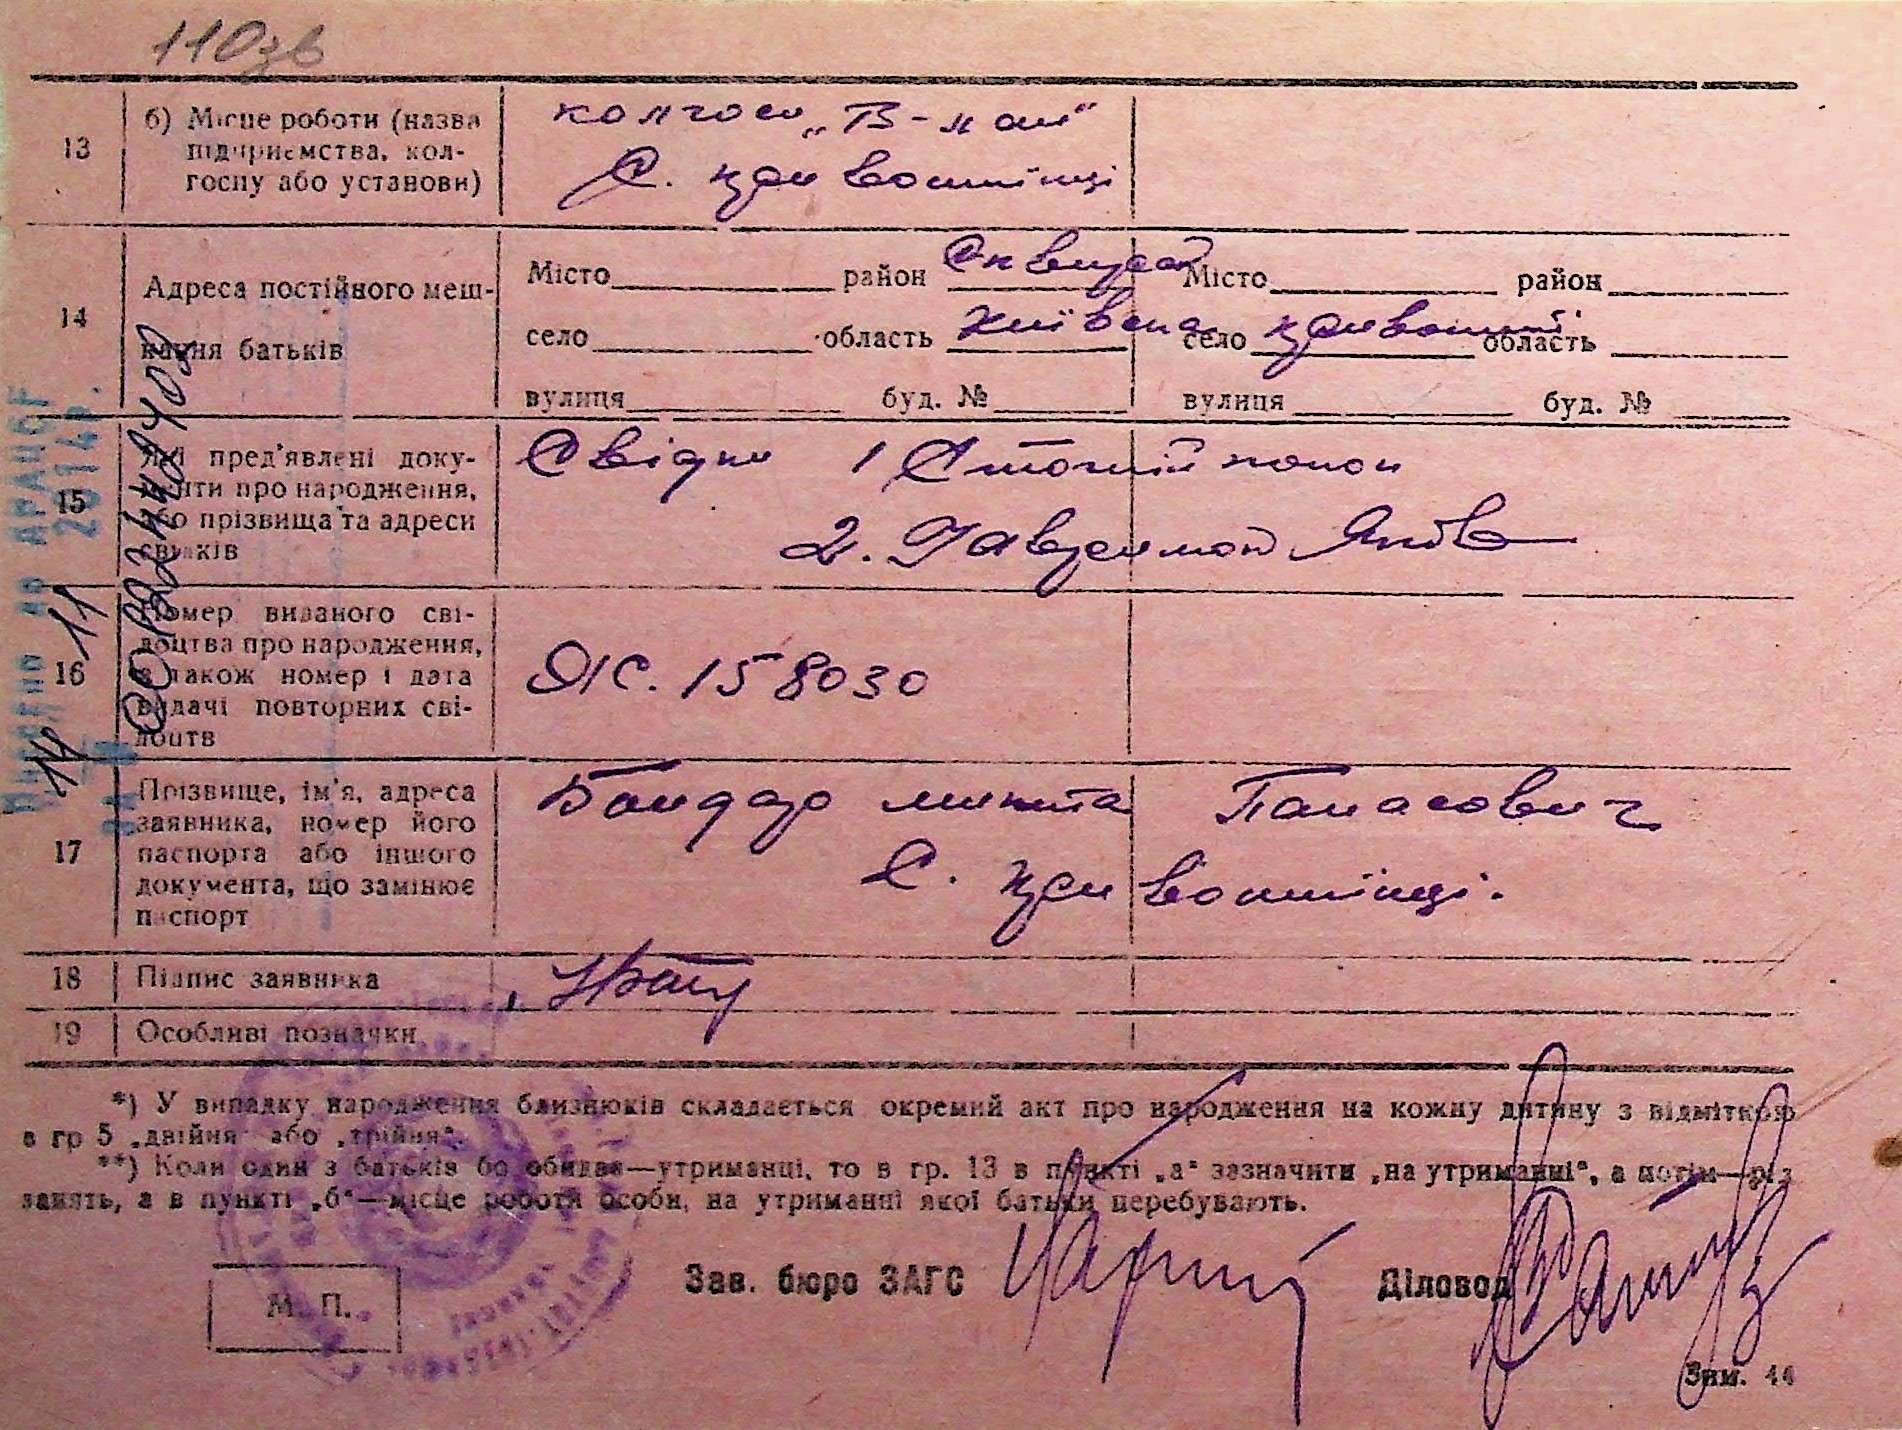 110зв
13 б) Місце роботи (назва підприємства, колгоспу або установи)
колгосп „В-
с. Кривошиїнці
14 Адреса постійного мешкання батьків
Місто район Сквирсь Місто район
село область Київська село Кривошиї область
вулиця буд. № вулиця буд. №
15 Які пред'явлені документи про народження, або прізвища та адреси свідків
Свідки 1
2. Яків
16 Номер виданого свідоцтва про народження, а також номер і дата видачі повторних свідоцтв
ЯС. 158030
17 Прізвище, ім'я, адреса заявника, номер його паспорта або іншого документа, що замінює паспорт
Бондар Микита Панасович
с. Кривошиїнці.
18 Підпис заявника
19 Особливі позначки
*) У випадку народження близнюків складається окремий акт про народження на кожну дитину з відміткою
в гр 5 „двійня" або „трійня".
**) Коли один з батьків бо обидва—утриманці, то в гр. 13 в пункті „а" зазначити „на утриманні", а потім—рід
занять, а в пункті „б"—місце роботи особи, на утриманні якої батьки перебувають.
Зав. бюро ЗАГС Діловод
М. П.
Зим. 44